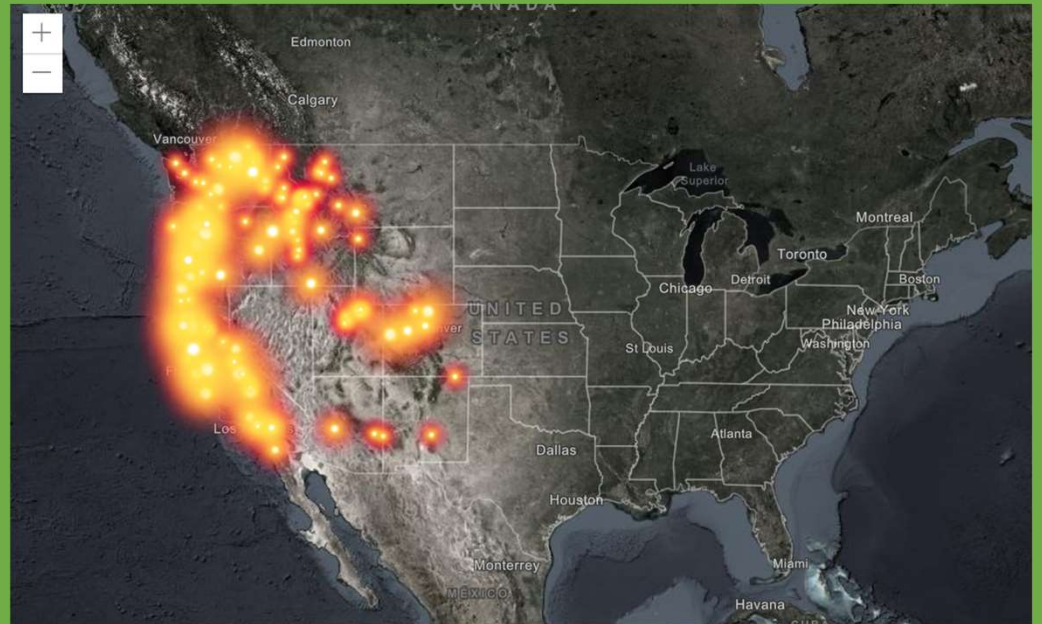 CANADA
+
Edmonton
−
Calgary
Vancouver
Lake
Superior
Montreal
Toronto
Detroit
Boston
Chicago
New York
UNITED
Philadelphia
STATES
St Louis
Washington
Los
Atlanta
Dallas
Houston
Monterrey
Miami
MEXICO
Havana